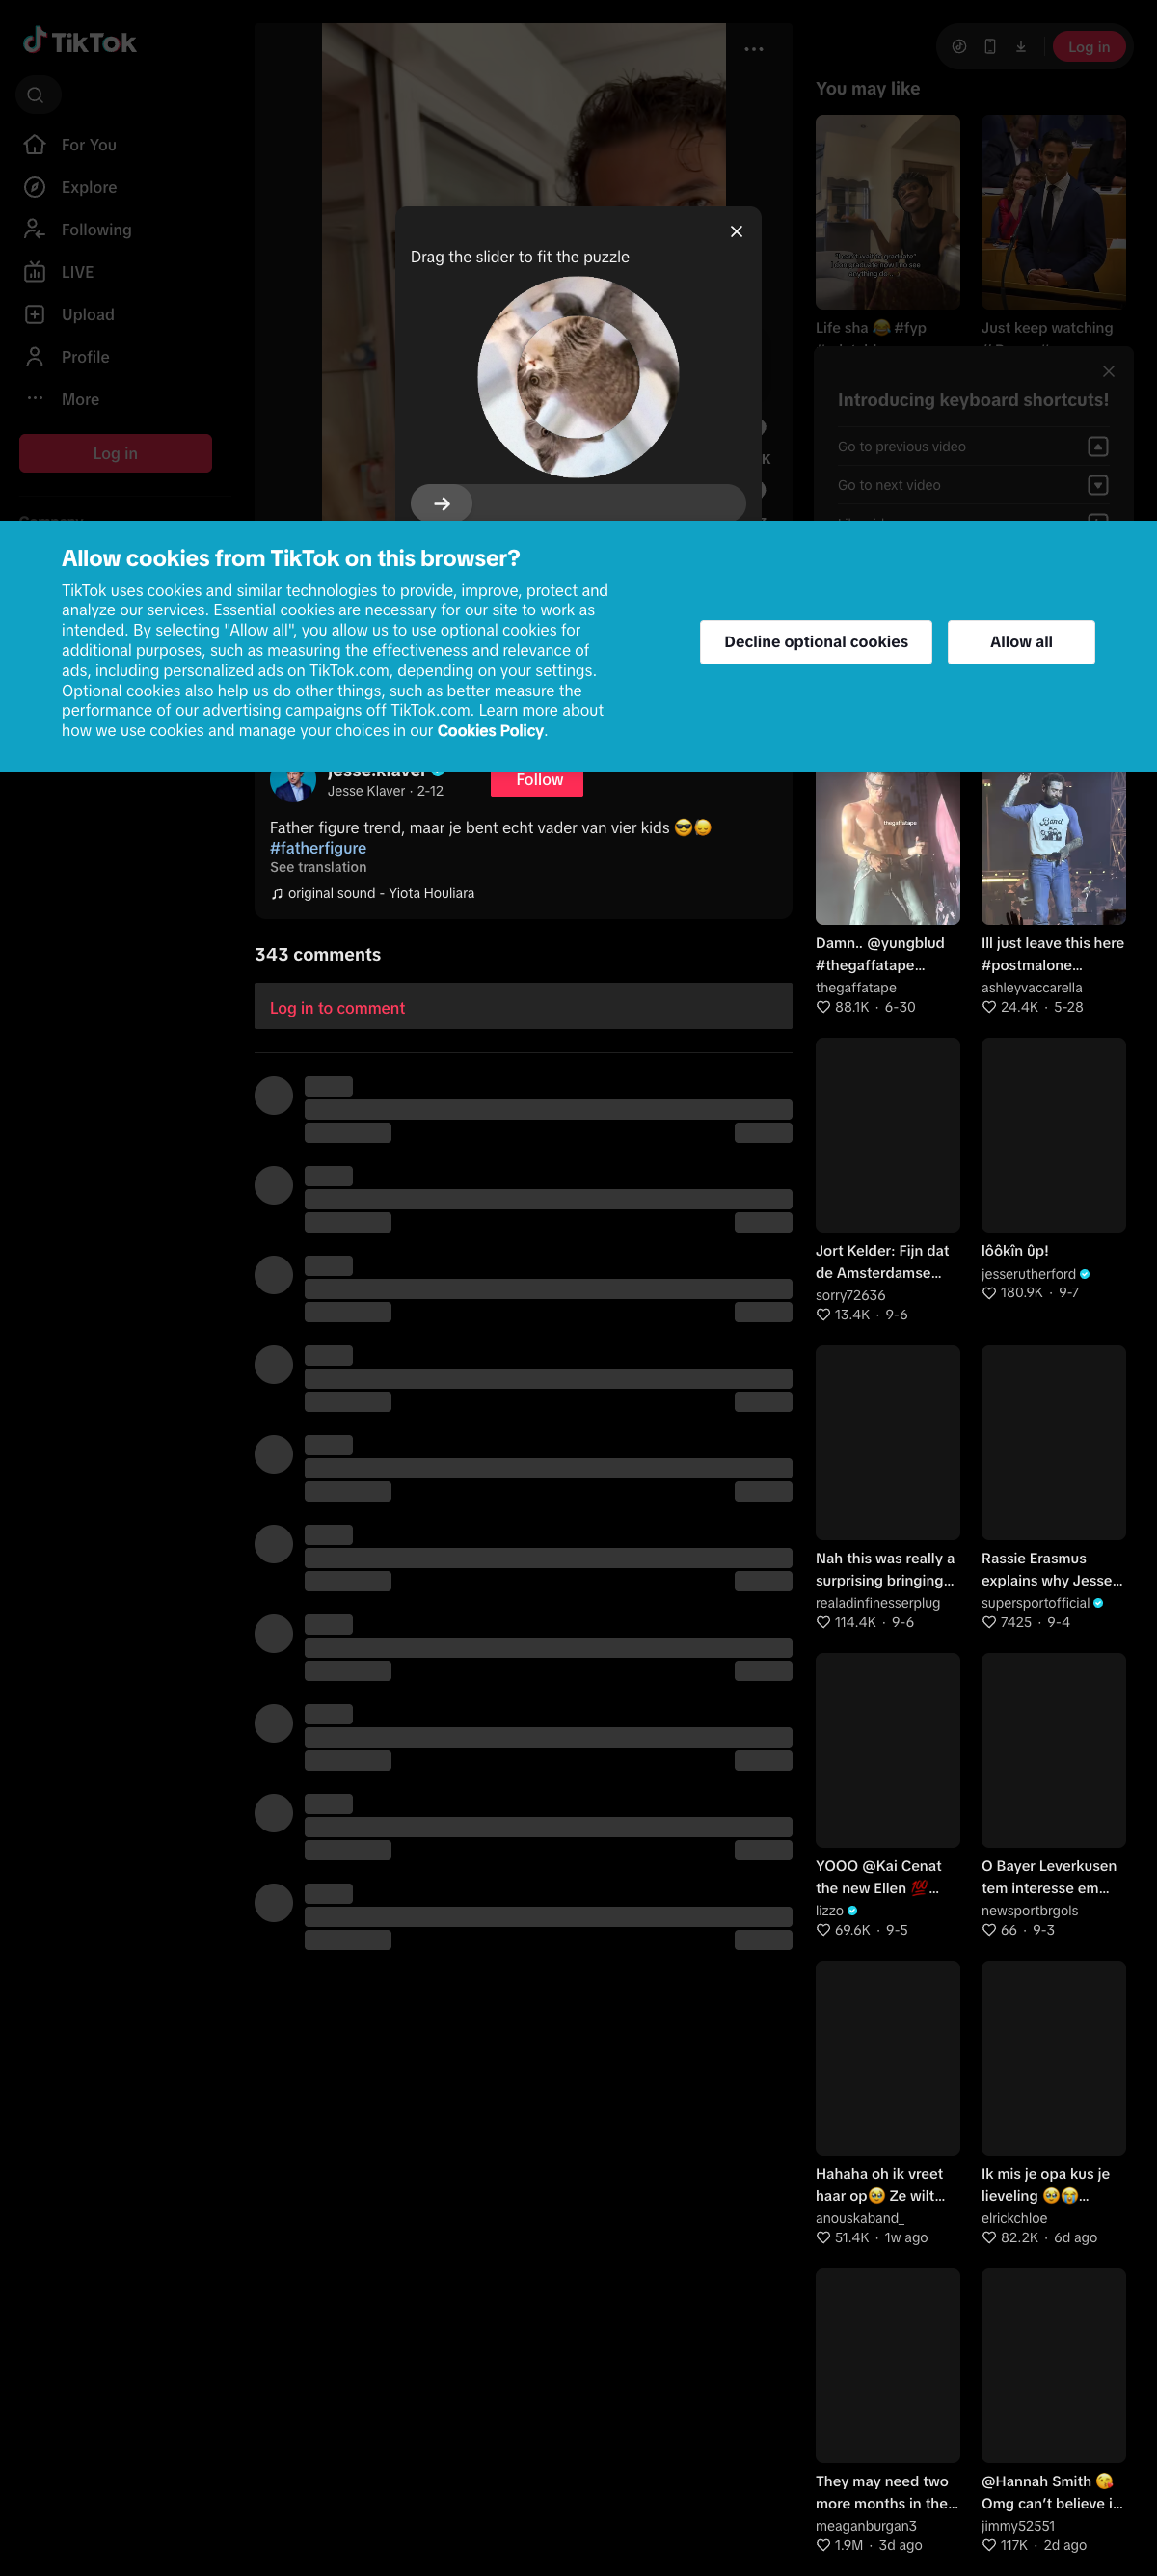 TikTok
For You
Explore
Following
LIVE
Upload
Profile
More
Log in
Log in
You may like
Life sha 😂 #fyp
Just keep watching
Drag the slider to fit the puzzle
K
Introducing keyboard shortcuts!
Go to previous video
Go to next video
Allow cookies from TikTok on this browser?
TikTok uses cookies and similar technologies to provide, improve, protect and
analyze our services. Essential cookies are necessary for our site to work as
intended. By selecting "Allow all", you allow us to use optional cookies for
additional purposes, such as measuring the effectiveness and relevance of
ads, including personalized ads on TikTok.com, depending on your settings.
Optional cookies also help us do other things, such as better measure the
performance of our advertising campaigns off TikTok.com. Learn more about
how we use cookies and manage your choices in our Cookies Policy.
Decline optional cookies
Allow all
jesse.klaver
Jesse Klaver · 2-12
Follow
Father figure trend, maar je bent echt vader van vier kids 😎😔
#fatherfigure
See translation
original sound - Yiota Houliara
343 comments
Log in to comment
thegaffatape
Damn.. @yungblud
#thegaffatape...
thegaffatape
88.1K · 6-30
Ill just leave this here
#postmalone...
ashleyvaccarella
24.4K · 5-28
Jort Kelder: Fijn dat
de Amsterdamse...
sorry72636
13.4K · 9-6
lôôkîn ûp!
jesserutherford
180.9K · 9-7
Nah this was really a
surprising bringing...
realadinfinesserplug
114.4K · 9-6
Rassie Erasmus
explains why Jesse...
supersportofficial
7425 · 9-4
YOOO @Kai Cenat
the new Ellen 💯...
lizzo
69.6K · 9-5
O Bayer Leverkusen
tem interesse em...
newsportbrgols
66 · 9-3
Hahaha oh ik vreet
haar op🥹 Ze wilt...
anouskaband_
51.4K · 1w ago
Ik mis je opa kus je
lieveling 🥹😭...
elrickchloe
82.2K · 6d ago
They may need two
more months in the...
meaganburgan3
1.9M · 3d ago
@Hannah Smith 😘
Omg can't believe i...
jimmy52551
117K · 2d ago